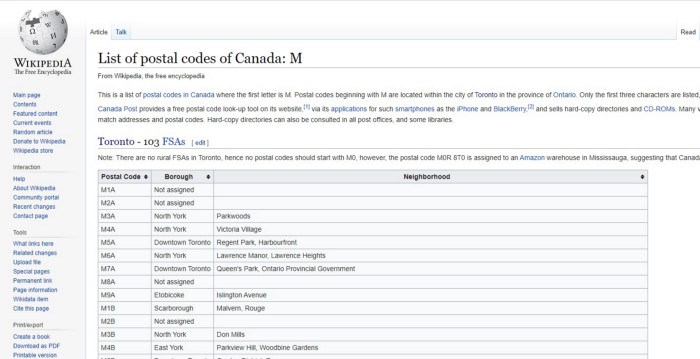 WIKIPEDIA
The Free Encyclopedia
Main page
Contents
Featured content
Current events
Random article
Donate to Wikipedia
Wikipedia store
Interaction
Help
About Wikipedia
Community portal
Recent changes
Contact page
Tools
What links here
Related changes
Upload file
Special pages
Permanent link
Page information
Wikidata item
Cite this page
Print/export
Create a book
Download as PDF
Printable version
Article Talk Read
List of postal codes of Canada: M
From Wikipedia, the free encyclopedia
This is a list of postal codes in Canada where the first letter is M. Postal codes beginning with M are located within the city of Toronto in the province of Ontario. Only the first three characters are listed,
Canada Post provides a free postal code look-up tool on its website,[1] via its applications for such smartphones as the iPhone and BlackBerry,[2] and sells hard-copy directories and CD-ROMs. Many
match addresses and postal codes. Hard-copy directories can also be consulted in all post offices, and some libraries.
Toronto - 103 FSAs [ edit ]
Note: There are no rural FSAs in Toronto, hence no postal codes should start with M0, however, the postal code M0R 8T0 is assigned to an Amazon warehouse in Mississauga, suggesting that Canad
Postal Code Borough Neighborhood
M1A Not assigned
M2A Not assigned
M3A North York Parkwoods
M4A North York Victoria Village
M5A Downtown Toronto Regent Park, Harbourfront
M6A North York Lawrence Manor, Lawrence Heights
M7A Downtown Toronto Queen's Park, Ontario Provincial Government
M8A Not assigned
M9A Etobicoke Islington Avenue
M1B Scarborough Malvern, Rouge
M2B Not assigned
M3B North York Don Mills
M4B East York Parkview Hill, Woodbine Gardens